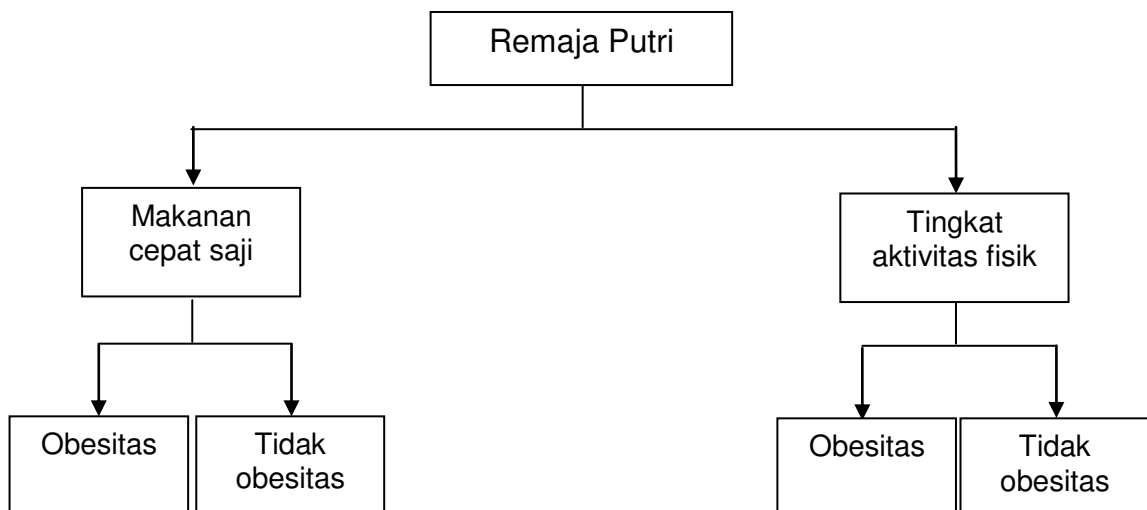 Remaja Putri
Makanan
cepat saji
Tingkat
aktivitas fisik
Obesitas
Tidak
obesitas
Obesitas
Tidak
obesitas